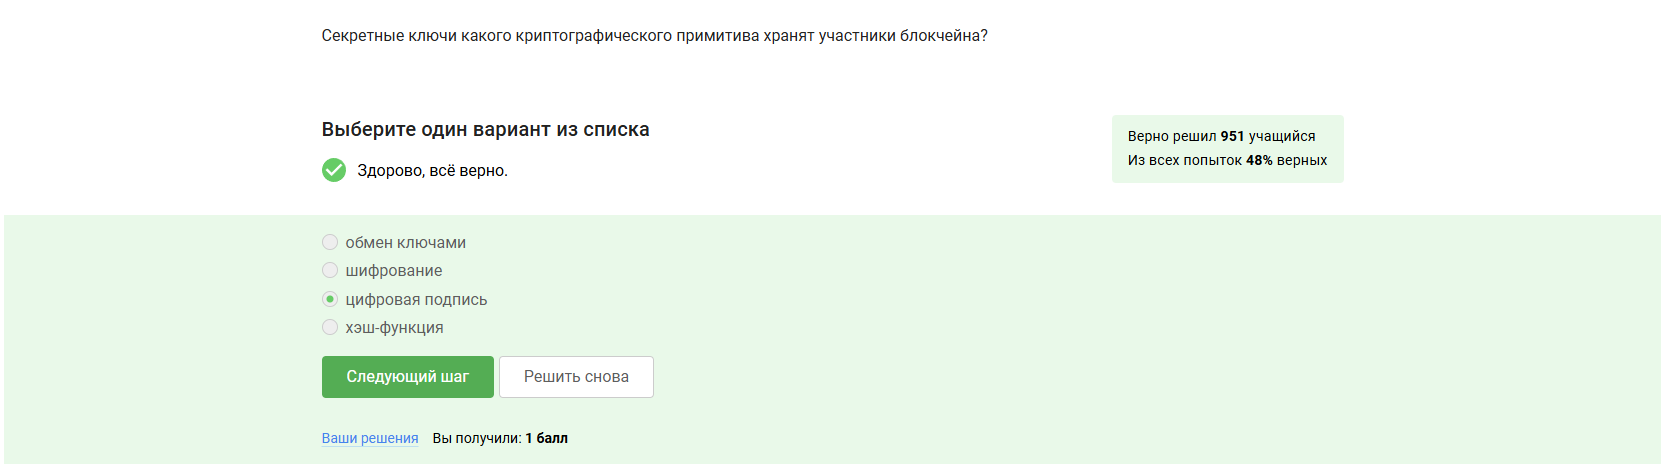 Секретные ключи какого криптографического примитива хранят участники блокчейна?
Выберите один вариант из списка
Здорово, всё верно.
Верно решил 951 учащийся
Из всех попыток 48% верных
обмен ключами
шифрование
цифровая подпись
хэш-функция
Следующий шаг
Решить снова
Ваши решения Вы получили: 1 балл